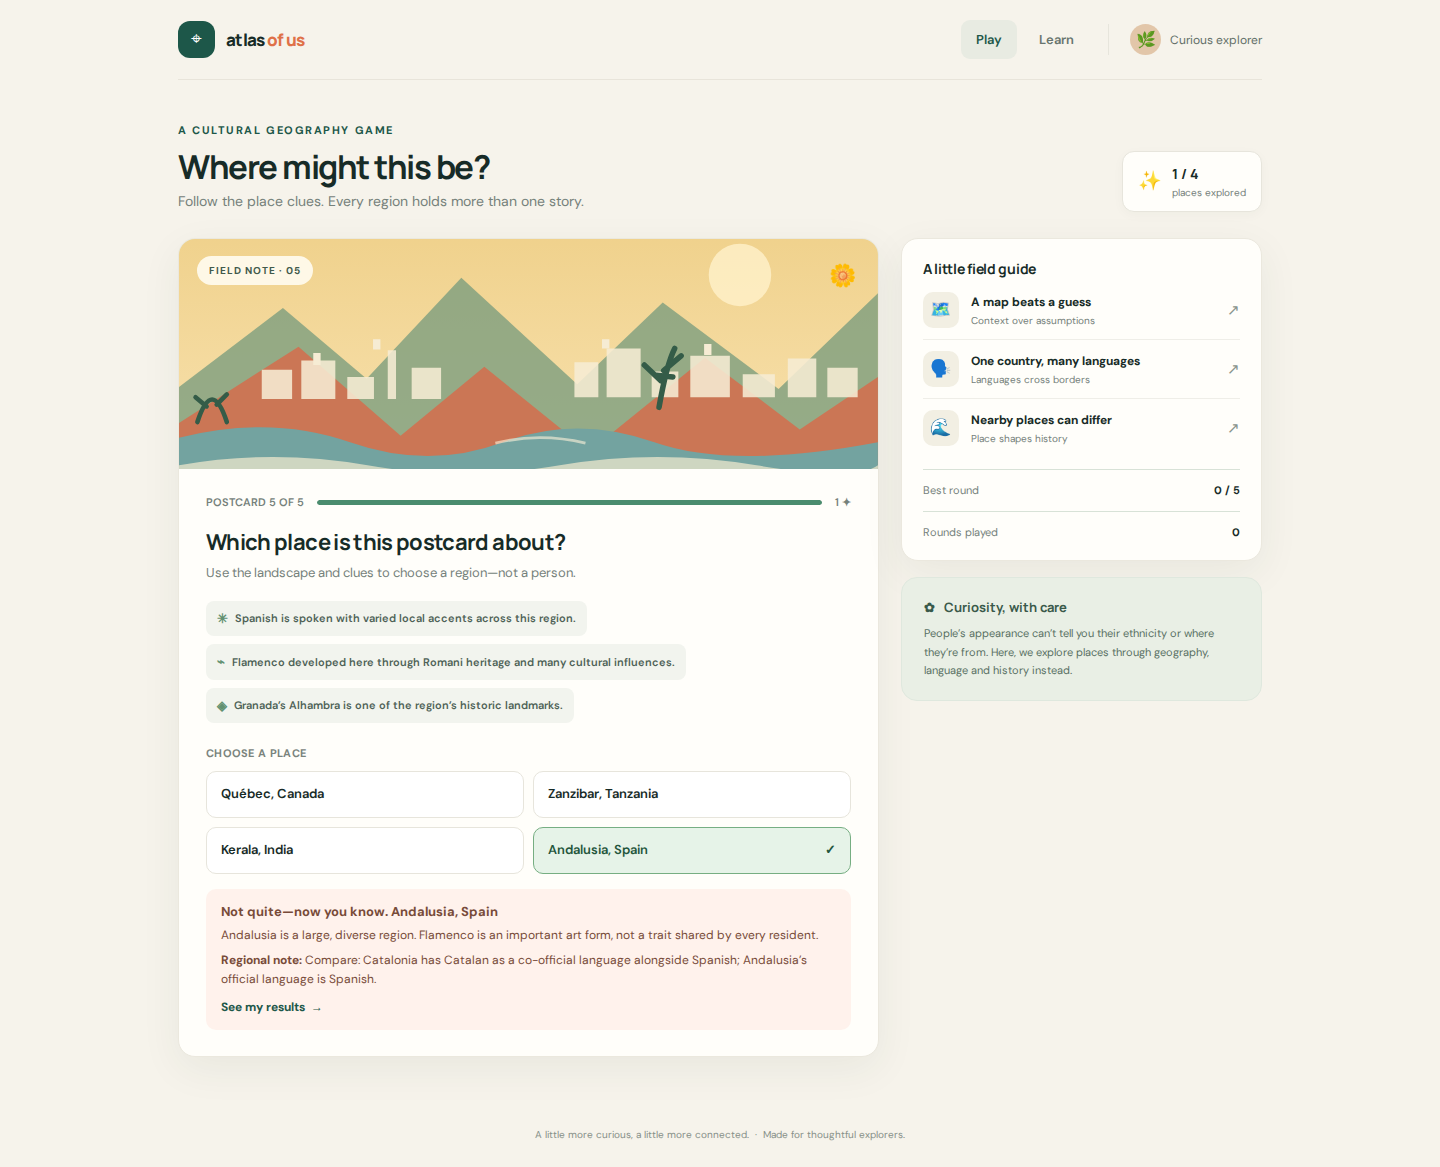 atlas of us
Play
Learn
Curious explorer
A CULTURAL GEOGRAPHY GAME
Where might this be?
Follow the place clues. Every region holds more than one story.
1 / 4
places explored
FIELD NOTE · 05
POSTCARD 5 OF 5
1 ✦
Which place is this postcard about?
Use the landscape and clues to choose a region—not a person.
Spanish is spoken with varied local accents across this region.
Flamenco developed here through Romani heritage and many cultural influences.
Granada's Alhambra is one of the region's historic landmarks.
CHOOSE A PLACE
Québec, Canada
Zanzibar, Tanzania
Kerala, India
Andalusia, Spain ✓
Not quite—now you know. Andalusia, Spain
Andalusia is a large, diverse region. Flamenco is an important art form, not a trait shared by every resident.
Regional note: Compare: Catalonia has Catalan as a co-official language alongside Spanish; Andalusia's
official language is Spanish.
See my results →
A little field guide
A map beats a guess
Context over assumptions
↗
One country, many languages
Languages cross borders
↗
Nearby places can differ
Place shapes history
↗
Best round
0 / 5
Rounds played
0
Curiosity, with care
People's appearance can't tell you their ethnicity or where
they're from. Here, we explore places through geography,
language and history instead.
A little more curious, a little more connected. · Made for thoughtful explorers.